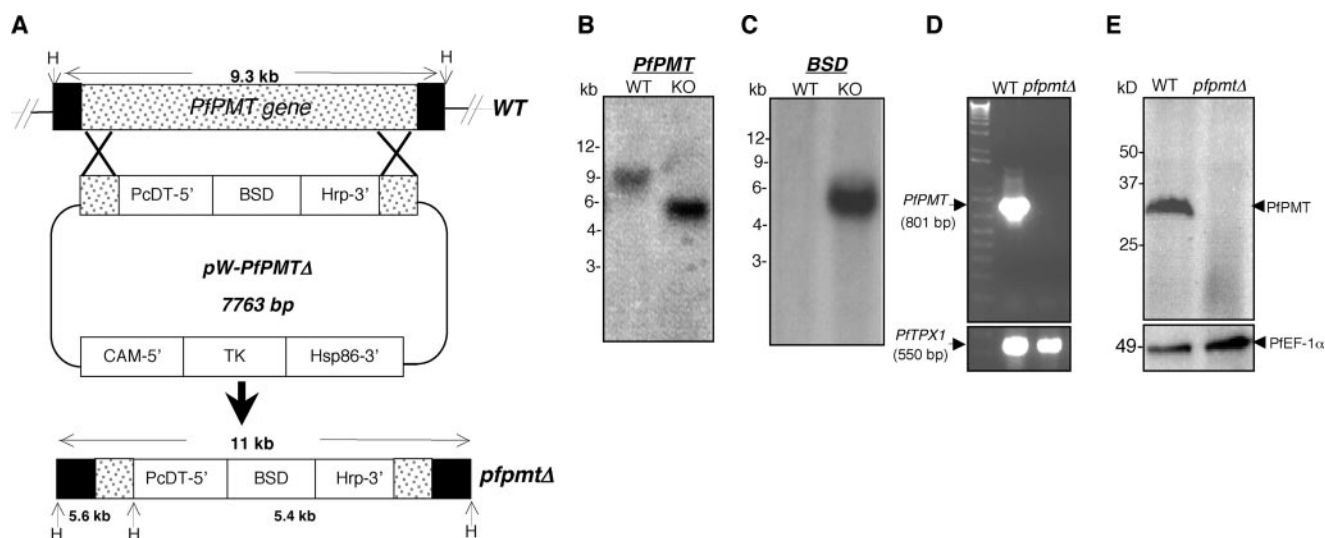 A
H
H
9.3 kb
PfPMT gene
WT
PcDT-5’
BSD
Hrp-3’
pW-PfPMTΔ
7763 bp
CAM-5’
TK
Hsp86-3’
11 kb
PcDT-5’
BSD
Hrp-3’
pfpmtΔ
5.6 kb
5.4 kb
H
H
H
B
PfPMT
kb WT KO
12-
9-
6-
4-
3-
C
BSD
kb WT KO
12-
9-
6-
4-
3-
D
WT pfpmtΔ
PfPMT
(801 bp)
PfTPX1
(550 bp)
E
kD WT pfpmtΔ
50-
37-
25-
PfPMT
49-
PfEF-1α